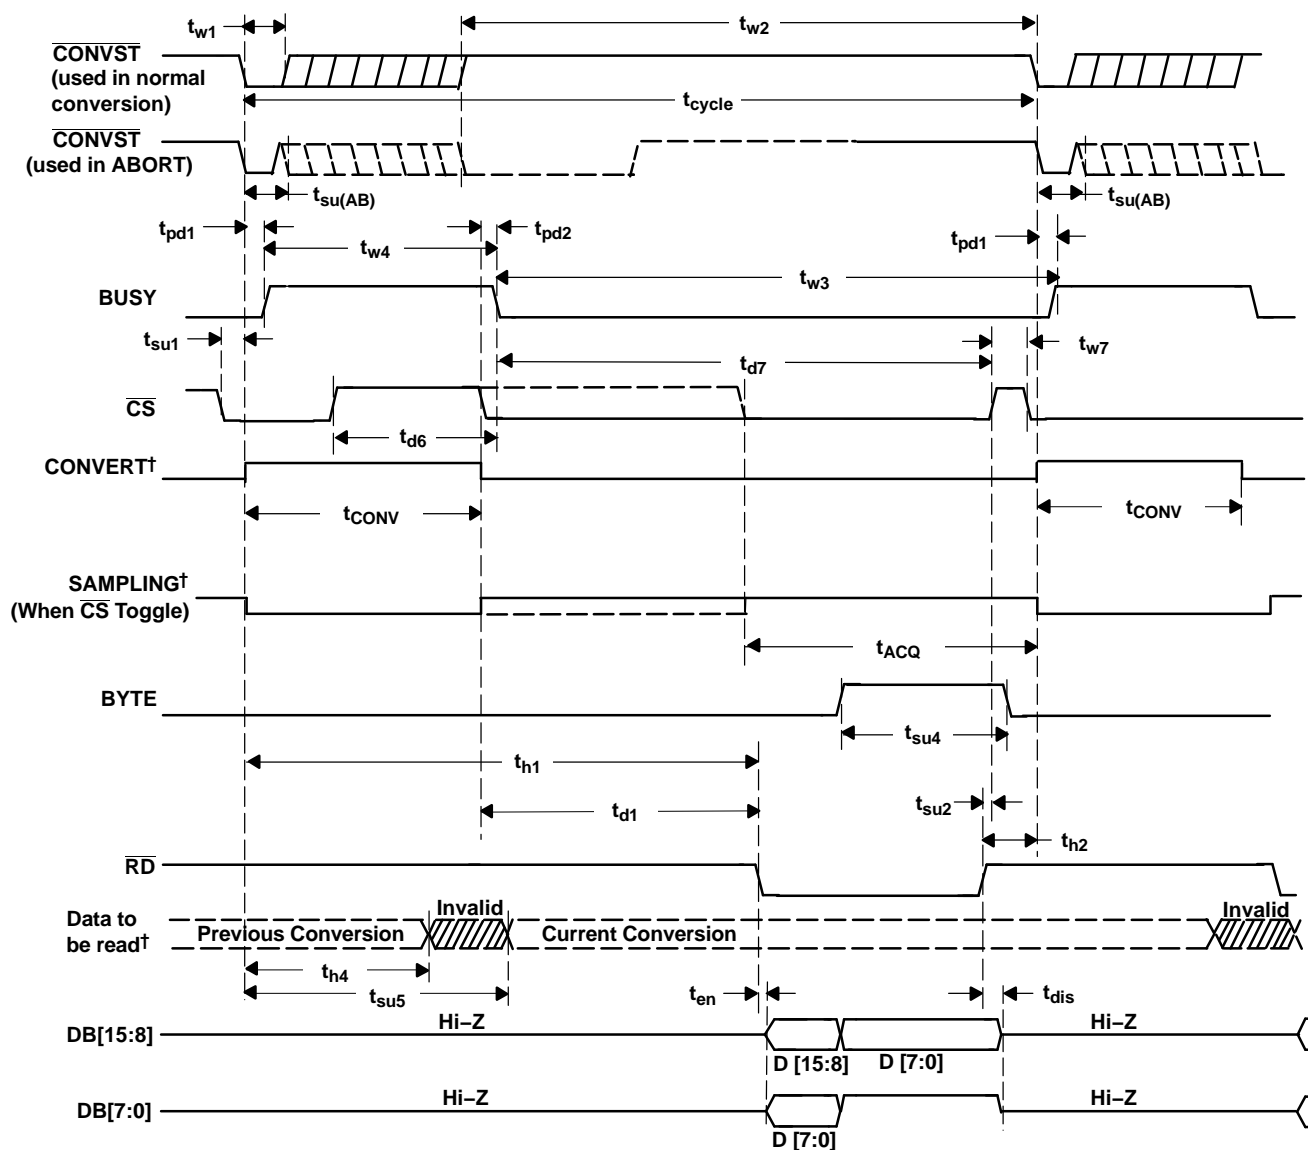 tw1
tw2
CONVST
(used in normal
conversion)
tcycle
CONVST
(used in ABORT)
tsu(AB)
tsu(AB)
tpd1
tw4
tpd2
tpd1
tw3
BUSY
tsu1
tw7
td7
CS
td6
CONVERT†
tCONV
tCONV
SAMPLING†
(When CS Toggle)
tACQ
BYTE
tsu4
th1
td1
tsu2
th2
RD
Data to
be read†
Previous Conversion
Invalid
Current Conversion
Invalid
th4
tsu5
ten
tdis
DB[15:8]
Hi–Z
D [15:8]
D [7:0]
Hi–Z
DB[7:0]
Hi–Z
D [7:0]
Hi–Z